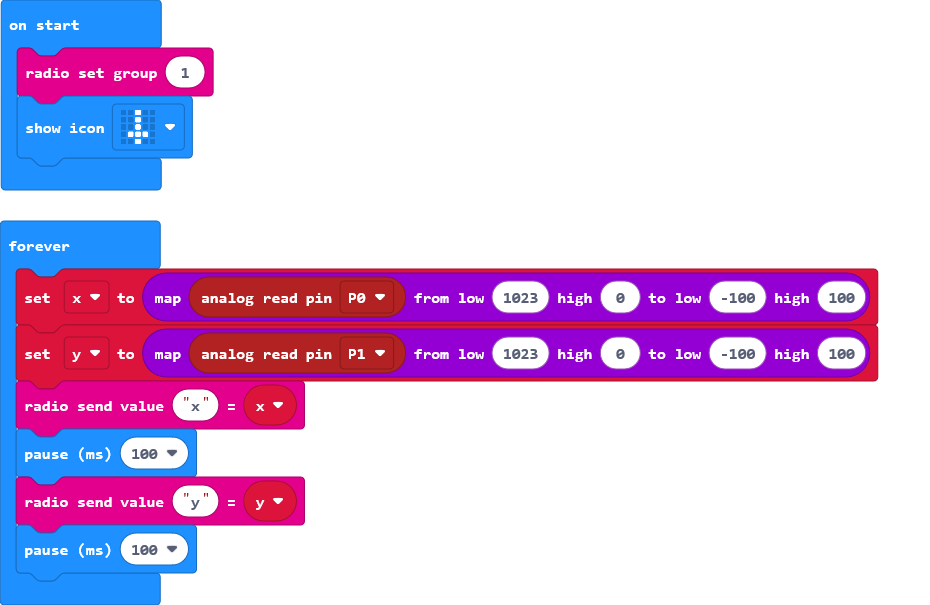 on start
radio set group 1
show icon
forever
set x to map analog read pin P0 from low 1023 high 0 to low -100 high 100
set y to map analog read pin P1 from low 1023 high 0 to low -100 high 100
radio send value "x" = x
pause (ms) 100
radio send value "y" = y
pause (ms) 100